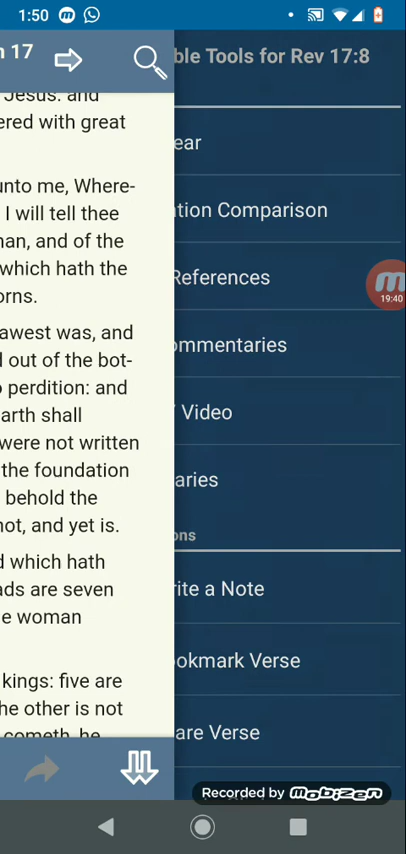 1:50
n 17
ble Tools for Rev 17:8
Jesus: and
ered with great
unto me, Where-
I will tell thee
nan, and of the
which hath the
orns.
awest was, and
d out of the bot-
o perdition: and
arth shall
were not written
the foundation
behold the
not, and yet is.
d which hath
ads are seven
e woman
kings: five are
he other is not
cometh, he
ear
tion Comparison
References
ommentaries
Video
aries
ons
rite a Note
ookmark Verse
are Verse
19:40
Recorded by mobizen